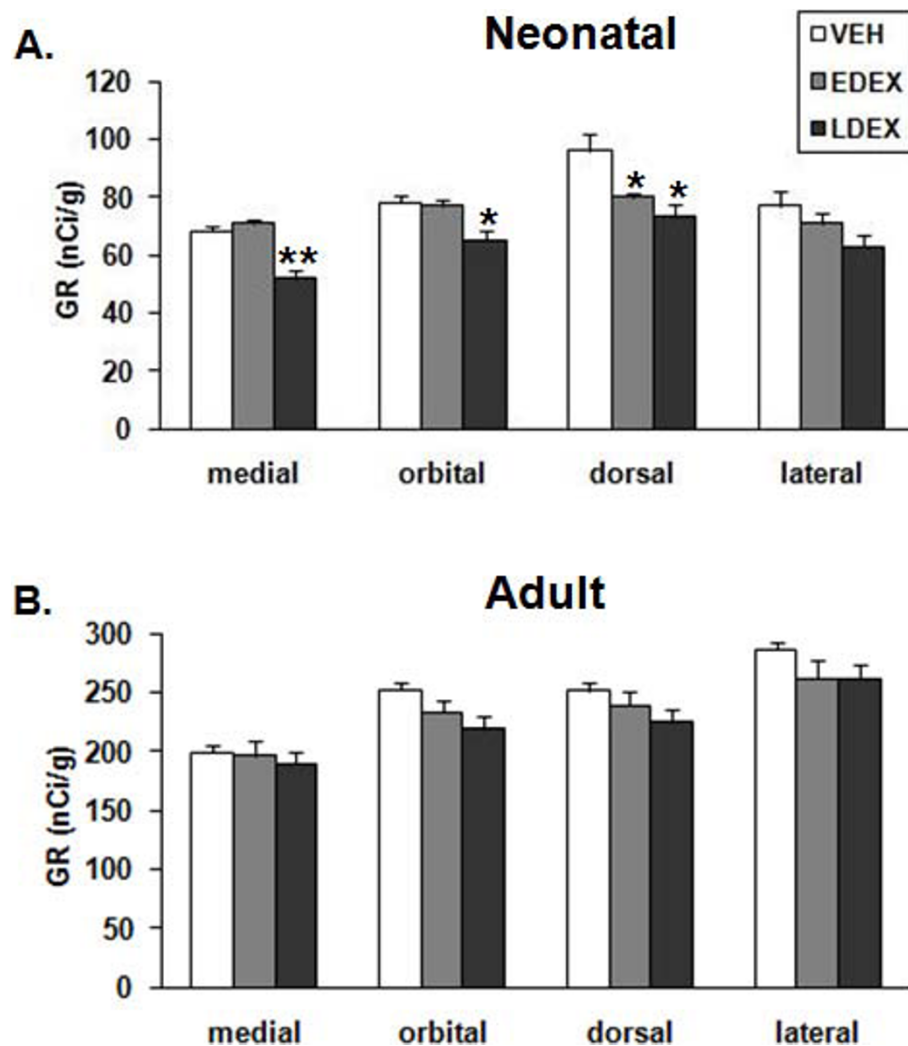 A.
Neonatal
VEH
EDEX
LDEX
GR (nCi/g)
120
100
80
60
40
20
0
**
*
*
*
medial orbital dorsal lateral
B.
Adult
GR (nCi/g)
300
250
200
150
100
50
0
medial orbital dorsal lateral